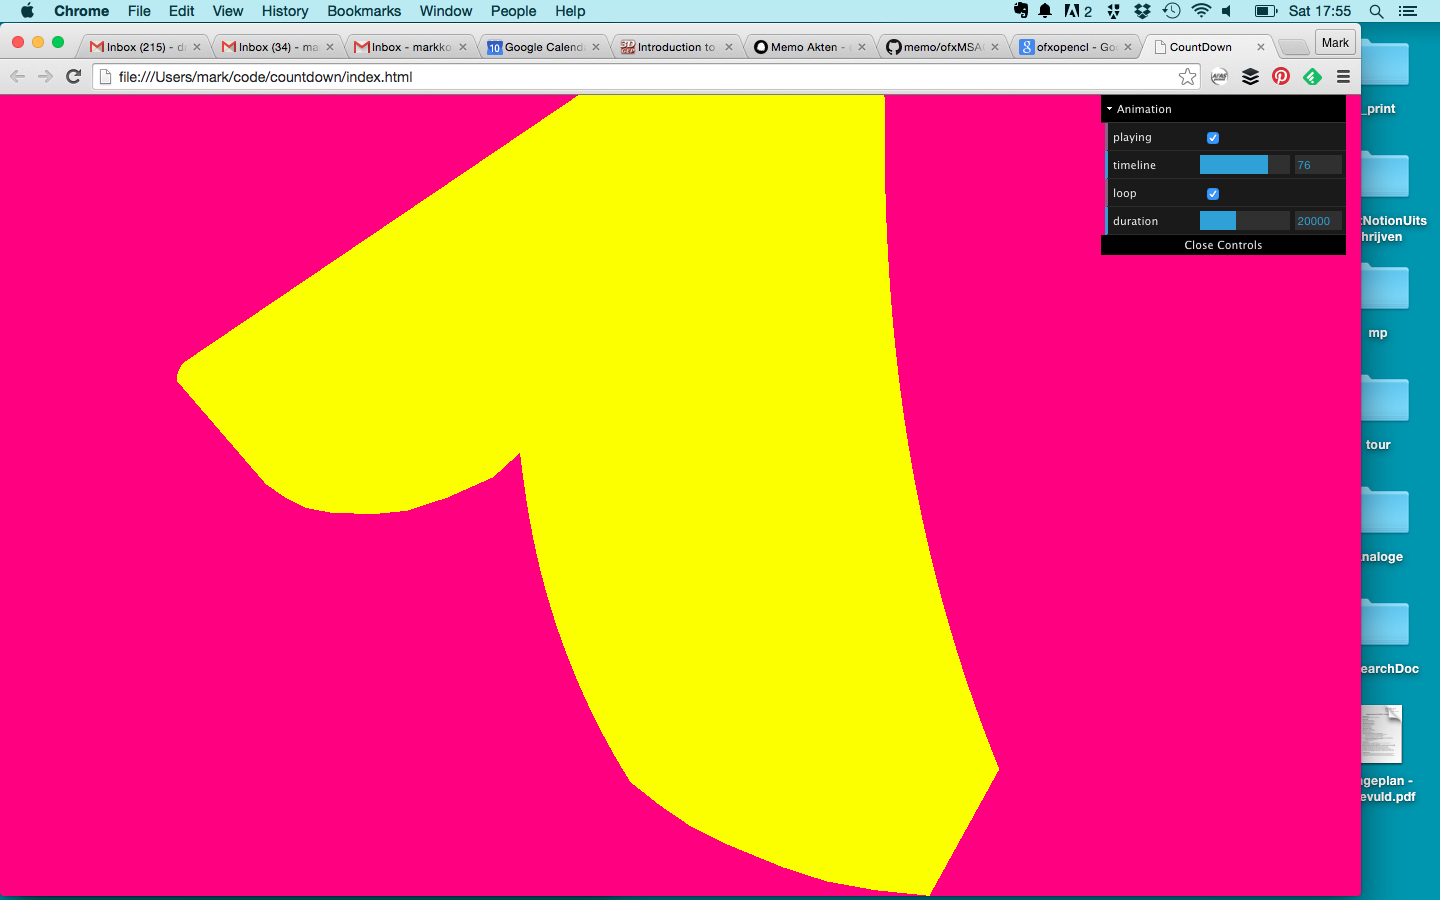 Chrome File Edit View History Bookmarks Window People Help 2 Sat 17:55
Inbox (215) - d Inbox (34) - ma Inbox - markko Google Calenda Introduction to Memo Akten - memo/ofxMSA ofxopencl - Go CountDown Mark
file:///Users/mark/code/countdown/index.html
Animation
playing
timeline 76
loop
duration 20000
Close Controls
_print
NotionUits
hrijven
mp
tour
naloge
earchDoc
geplan -
evuld.pdf